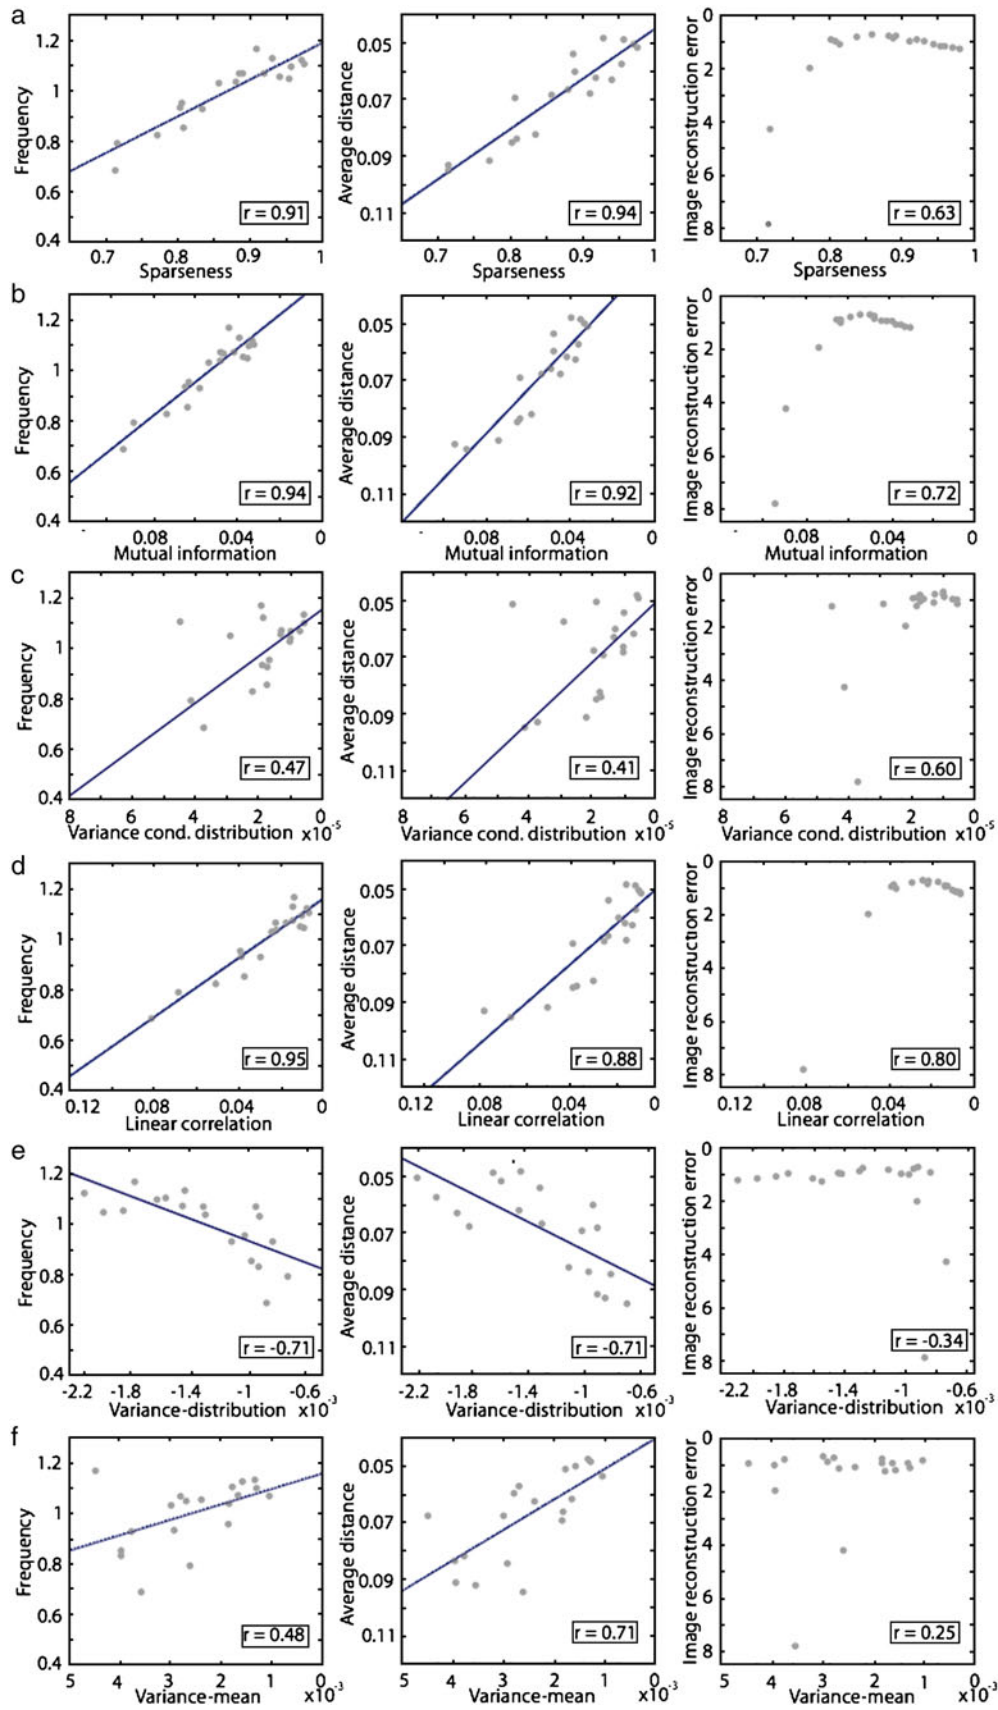 a
Frequency
1.2
1
0.8
0.6
0.4
r = 0.91
0.7 0.8 0.9 1
Sparseness
Average distance
0.05
0.07
0.09
0.11
r = 0.94
0.7 0.8 0.9 1
Sparseness
Image reconstruction error
0
2
4
6
8
r = 0.63
0.7 0.8 0.9 1
Sparseness
b
Frequency
1.2
1
0.8
0.6
0.4
r = 0.94
0.08 0.04 0
Mutual information
Average distance
0.05
0.07
0.09
0.11
r = 0.92
0.08 0.04 0
Mutual information
Image reconstruction error
0
2
4
6
8
r = 0.72
0.08 0.04 0
Mutual information
c
Frequency
1.2
1
0.8
0.6
0.4
r = 0.47
8 6 4 2 0
Variance cond. distribution x10-5
Average distance
0.05
0.07
0.09
0.11
r = 0.41
8 6 4 2 0
Variance cond. distribution x10-5
Image reconstruction error
0
2
4
6
8
r = 0.60
8 6 4 2 0
Variance cond. distribution x10-5
d
Frequency
1.2
1
0.8
0.6
0.4
r = 0.95
0.12 0.08 0.04 0
Linear correlation
Average distance
0.05
0.07
0.09
0.11
r = 0.88
0.12 0.08 0.04 0
Linear correlation
Image reconstruction error
0
2
4
6
8
r = 0.80
0.12 0.08 0.04 0
Linear correlation
e
Frequency
1.2
1
0.8
0.6
0.4
r = -0.71
-2.2 -1.8 -1.4 -1 -0.6
Variance-distribution x10-3
Average distance
0.05
0.07
0.09
0.11
r = -0.71
-2.2 -1.8 -1.4 -1 -0.6
Variance-distribution x10-3
Image reconstruction error
0
2
4
6
8
r = -0.34
-2.2 -1.8 -1.4 -1 -0.6
Variance-distribution x10-3
f
Frequency
1.2
1
0.8
0.6
0.4
r = 0.48
5 4 3 2 1 0
Variance-mean x10-3
Average distance
0.05
0.07
0.09
0.11
r = 0.71
5 4 3 2 1 0
Variance-mean x10-3
Image reconstruction error
0
2
4
6
8
r = 0.25
5 4 3 2 1 0
Variance-mean x10-3